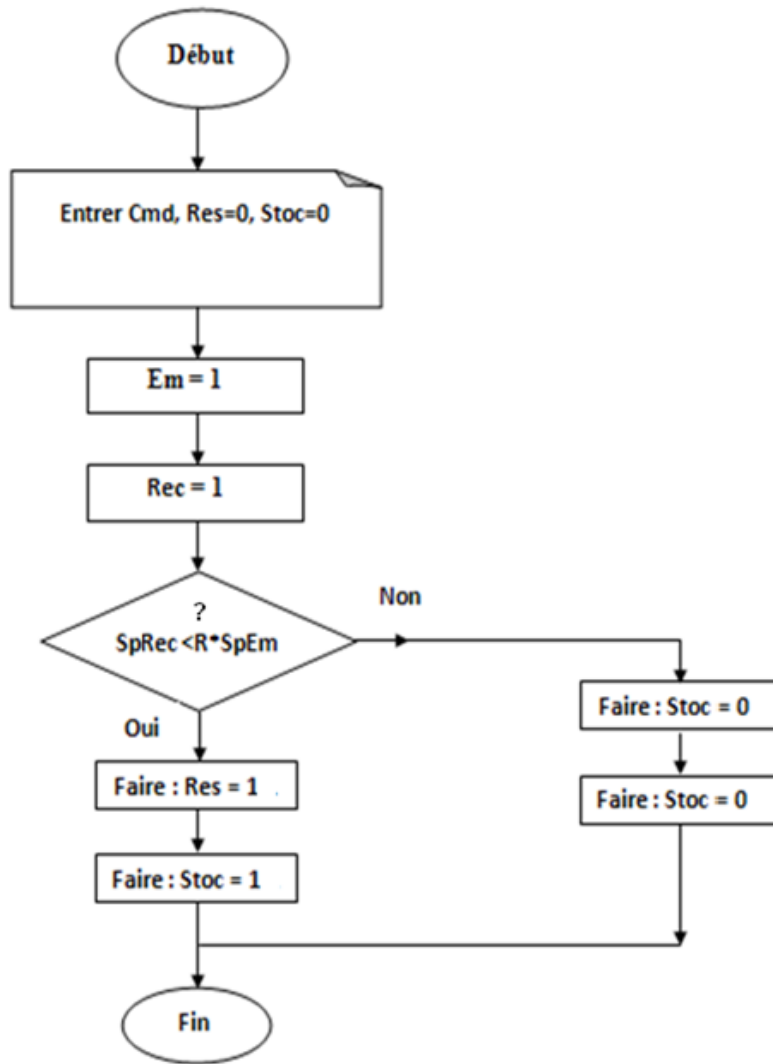 Début
Entrer Cmd, Res=0, Stoc=0
Em = 1
Rec = 1
?
SpRec <R*SpEm
Non
Oui
Faire : Stoc = 0
Faire : Res = 1
Faire : Stoc = 0
Faire : Stoc = 1
Fin